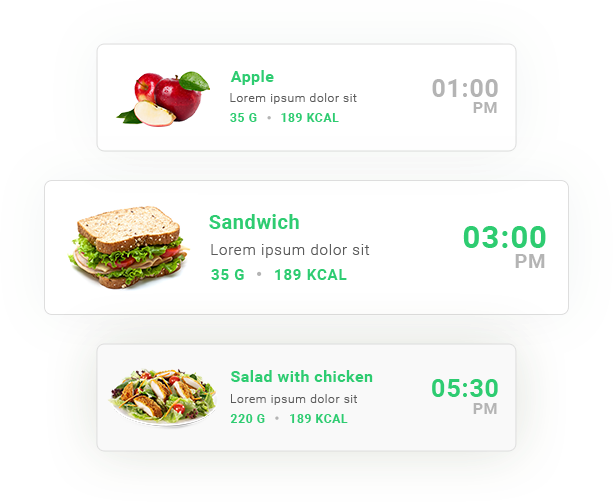 Apple
Lorem ipsum dolor sit
35 G • 189 KCAL
01:00
PM
Sandwich
Lorem ipsum dolor sit
35 G • 189 KCAL
03:00
PM
Salad with chicken
Lorem ipsum dolor sit
220 G • 189 KCAL
05:30
PM